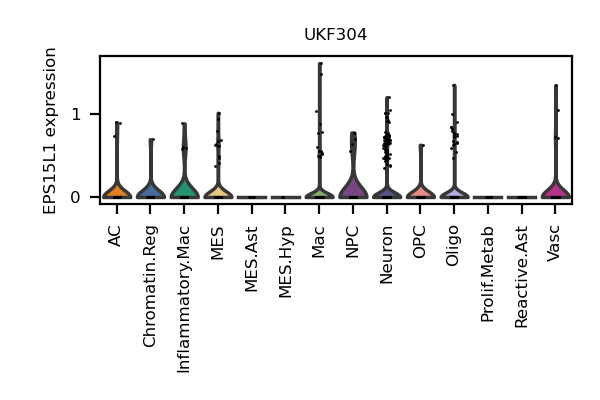 UKF304
EPS15L1 expression
1
0
AC
Chromatin.Reg
Inflammatory.Mac
MES
MES.Ast
MES.Hyp
Mac
NPC
Neuron
OPC
Oligo
Prolif.Metab
Reactive.Ast
Vasc